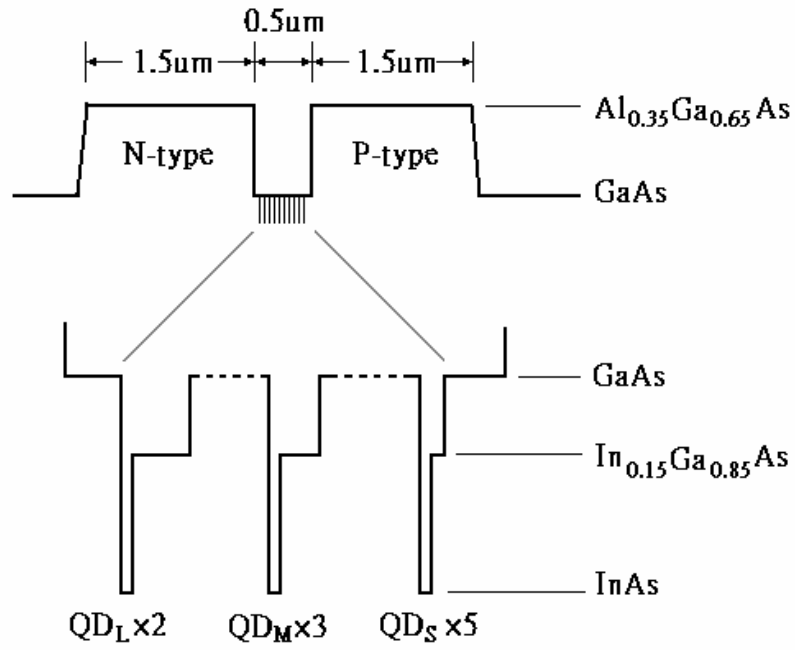 0.5um
1.5um 1.5um
Al0.35Ga0.65As
N-type P-type
GaAs
GaAs
In0.15Ga0.85As
InAs
QDL×2 QDM×3 QDS×5